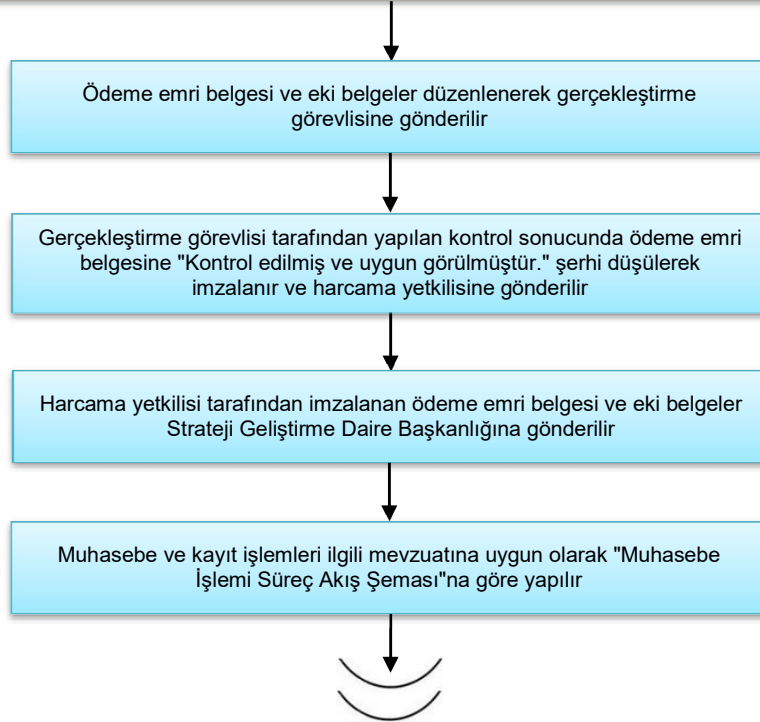 Ödeme emri belgesi ve eki belgeler düzenlenerek gerçekleştirme
görevlisine gönderilir
Gerçekleştirme görevlisi tarafından yapılan kontrol sonucunda ödeme emri
belgesine "Kontrol edilmiş ve uygun görülmüştür." şerhi düşülerek
imzalanır ve harcama yetkilisine gönderilir
Harcama yetkilisi tarafından imzalanan ödeme emri belgesi ve eki belgeler
Strateji Geliştirme Daire Başkanlığına gönderilir
Muhasebe ve kayıt işlemleri ilgili mevzuatına uygun olarak "Muhasebe
İşlemi Süreç Akış Şeması"na göre yapılır